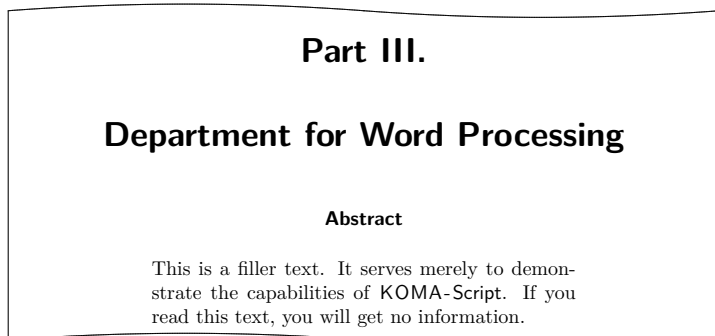 Part III.
Department for Word Processing
Abstract
This is a filler text. It serves merely to demon-
strate the capabilities of KOMA-Script. If you
read this text, you will get no information.